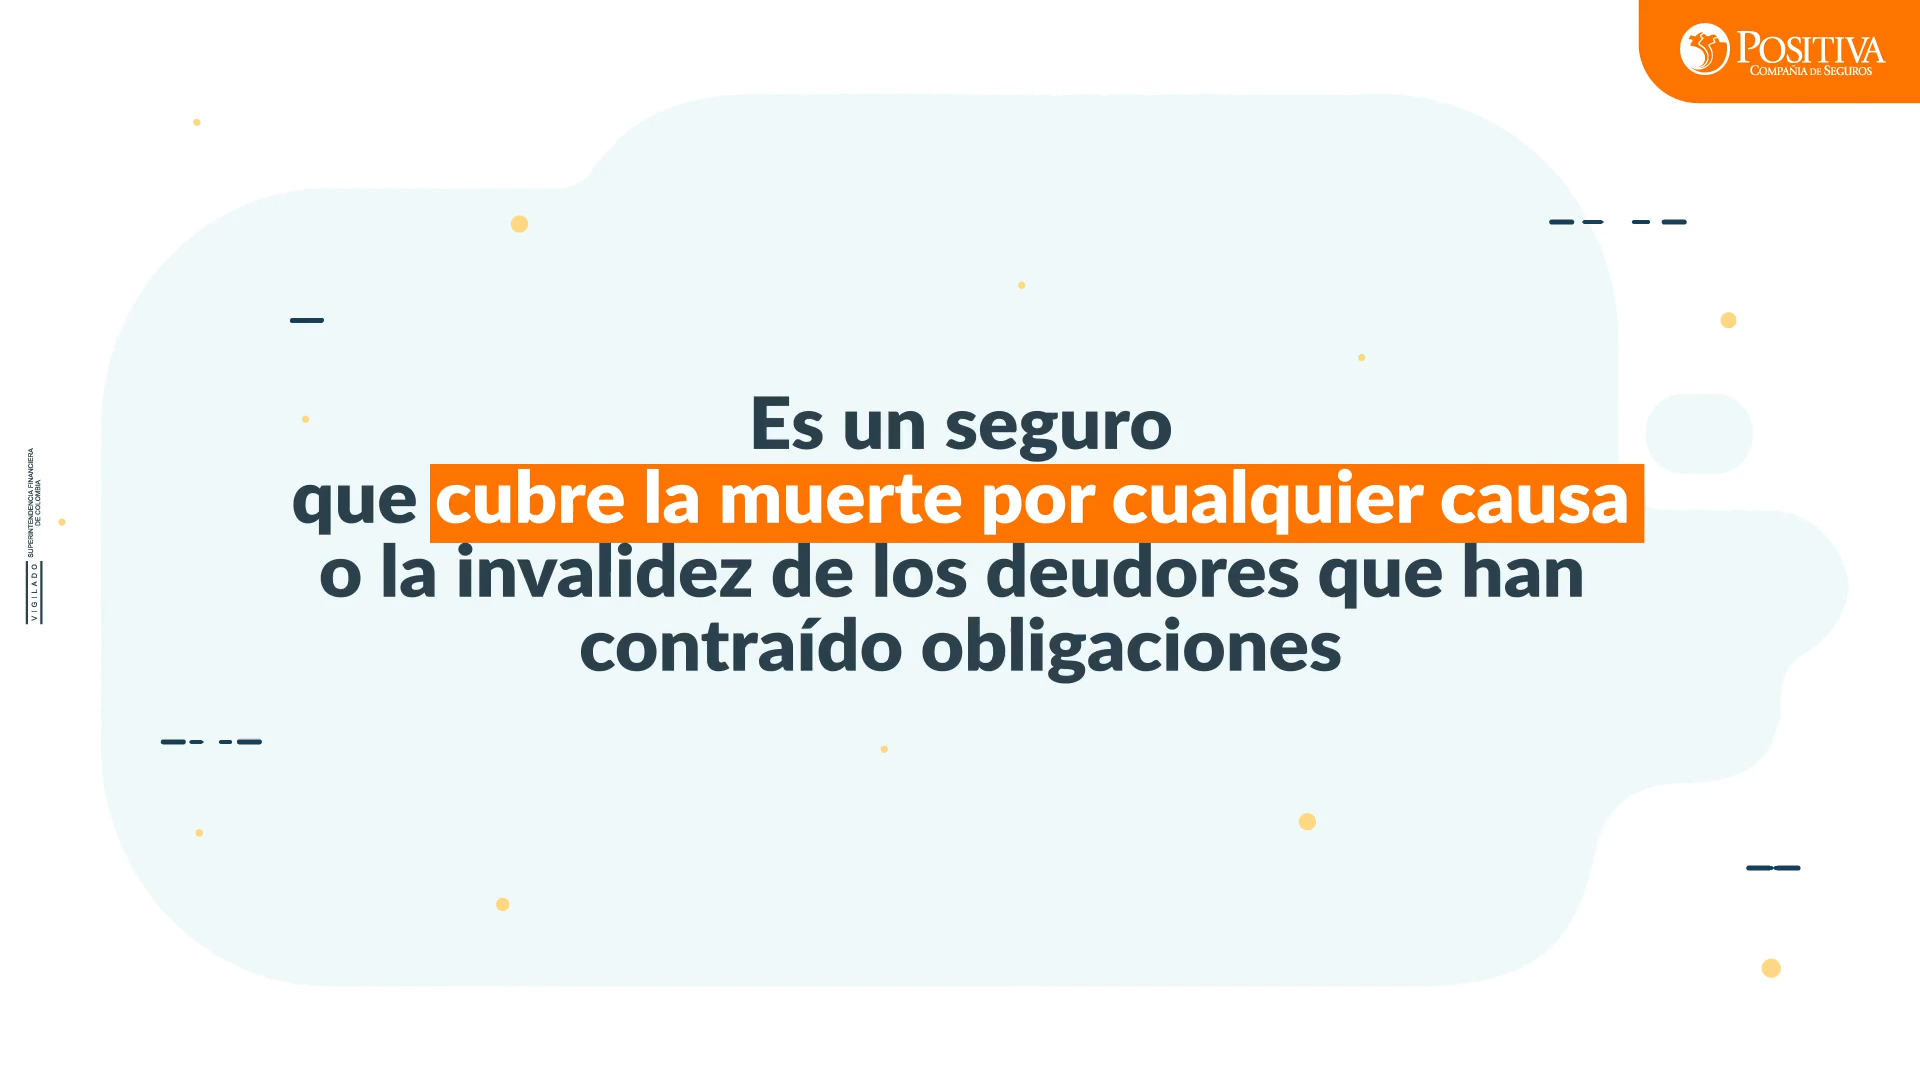 POSITIVA
COMPAÑIA DE SEGUROS
Es un seguro
que cubre la muerte por cualquier causa
o la invalidez de los deudores que han
contraído obligaciones
VIGILADO SUPERINTENDENCIA FINANCIERA
DE COLOMBIA